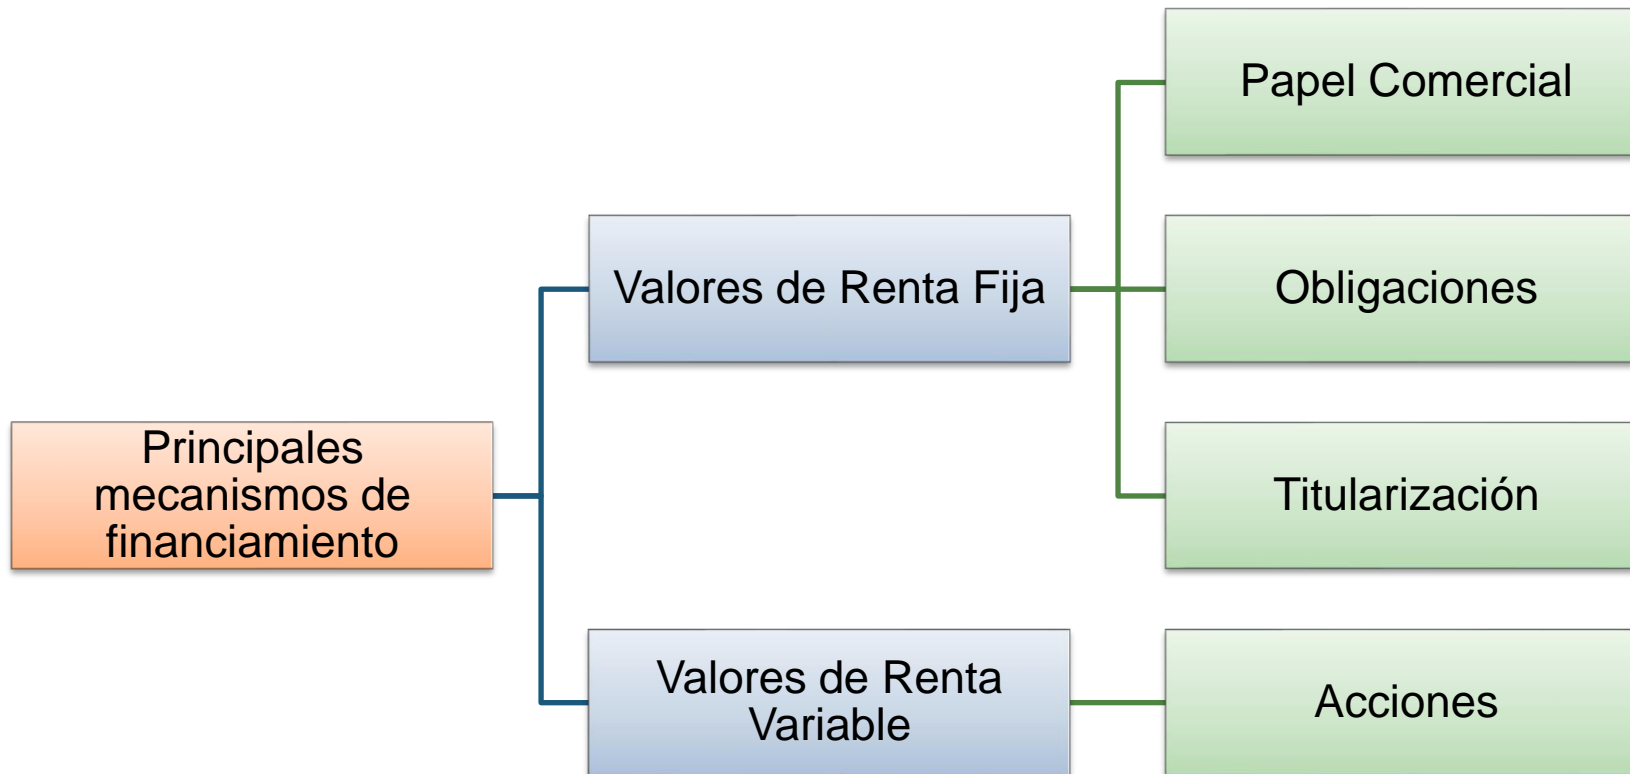 Papel Comercial
Valores de Renta Fija
Obligaciones
Principales
mecanismos de
financiamiento
Titularización
Valores de Renta
Variable
Acciones